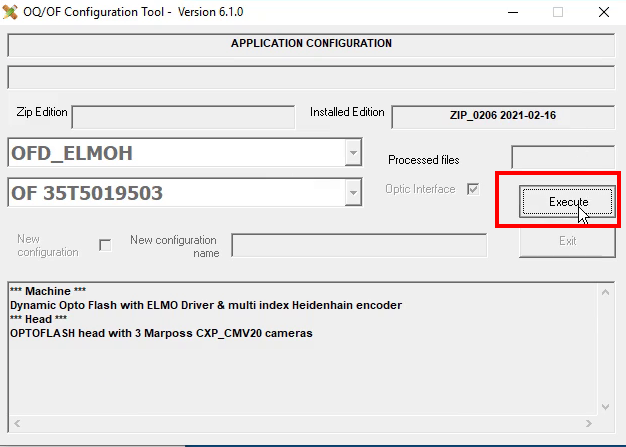 OQ/OF Configuration Tool -  Version 6.1.0
APPLICATION CONFIGURATION
Zip Edition
Installed Edition
ZIP_0206 2021-02-16
OFD_ELMOH
Processed files
OF 35T5019503
Optic Interface
Execute
New configuration
New configuration name
Exit
*** Machine ***
Dynamic Opto Flash with ELMO Driver & multi index Heidenhain encoder
*** Head ***
OPTOFLASH head with 3 Marposs CXP_CMV20 cameras